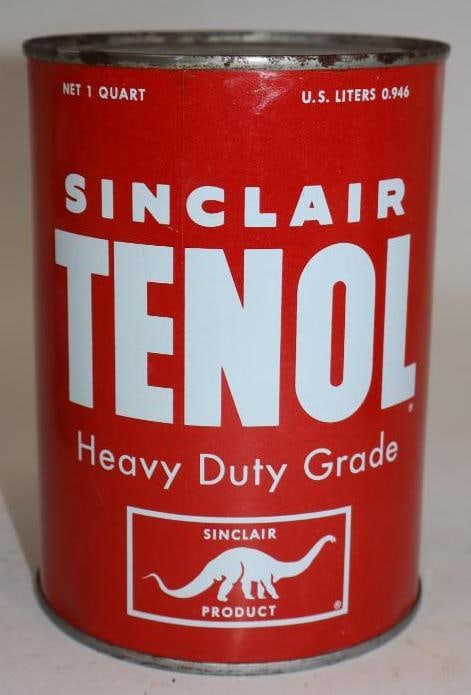 NET 1 QUART U.S. LITERS 0.946
SINCLAIR
TENOL
Heavy Duty Grade
SINCLAIR
PRODUCT ®